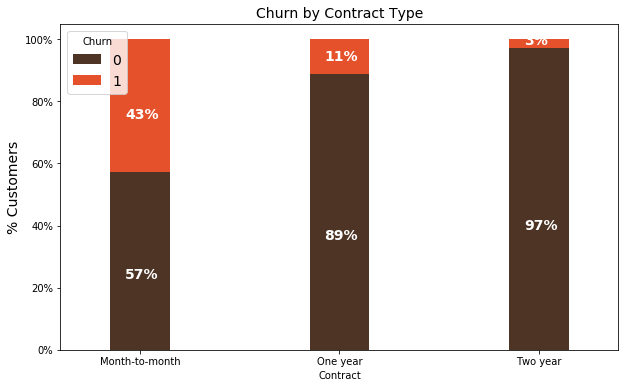 Churn by Contract Type
Churn
0
1
100%
80%
60%
40%
20%
0%
% Customers
43%
57%
11%
89%
3%
97%
Month-to-month
One year
Two year
Contract